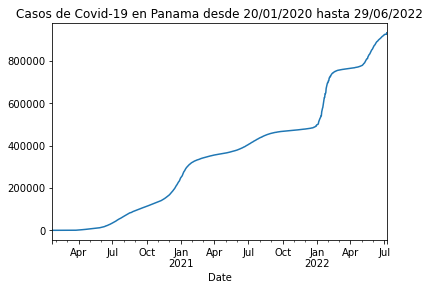 Casos de Covid-19 en Panama desde 20/01/2020 hasta 29/06/2022
800000
600000
400000
200000
0
Apr Jul Oct Jan Apr Jul Oct Jan Apr Jul
2021 2022
Date